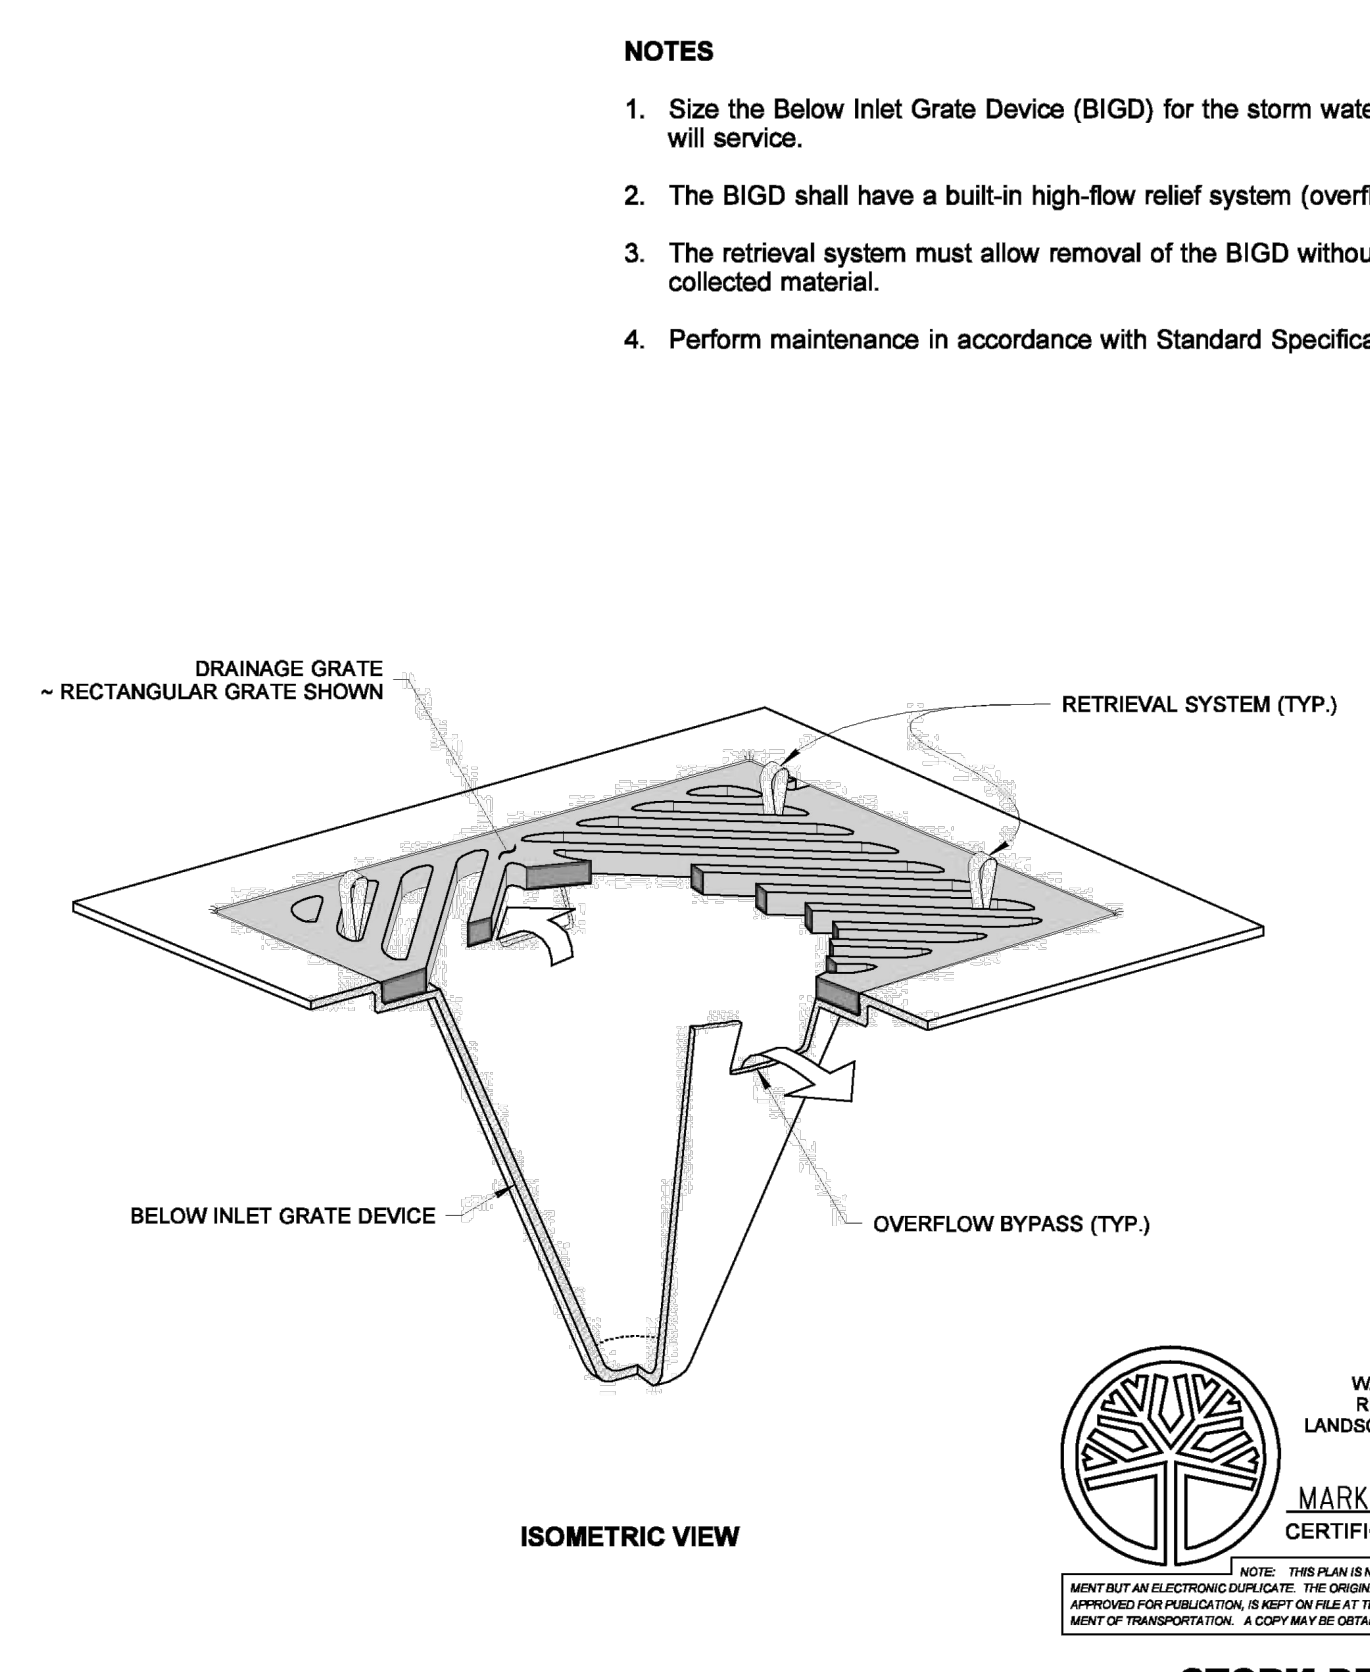 NOTES
1. Size the Below Inlet Grate Device (BIGD) for the storm wate
will service.
2. The BIGD shall have a built-in high-flow relief system (overfl
3. The retrieval system must allow removal of the BIGD withou
collected material.
4. Perform maintenance in accordance with Standard Specifica
DRAINAGE GRATE
~ RECTANGULAR GRATE SHOWN
RETRIEVAL SYSTEM (TYP.)
BELOW INLET GRATE DEVICE
OVERFLOW BYPASS (TYP.)
ISOMETRIC VIEW
LANDSC
MARK
CERTIFI
NOTE: THIS PLAN IS N
MENT BUT AN ELECTRONIC DUPLICATE. THE ORIGIN
APPROVED FOR PUBLICATION, IS KEPT ON FILE AT T
MENT OF TRANSPORTATION. A COPY MAY BE OBTA